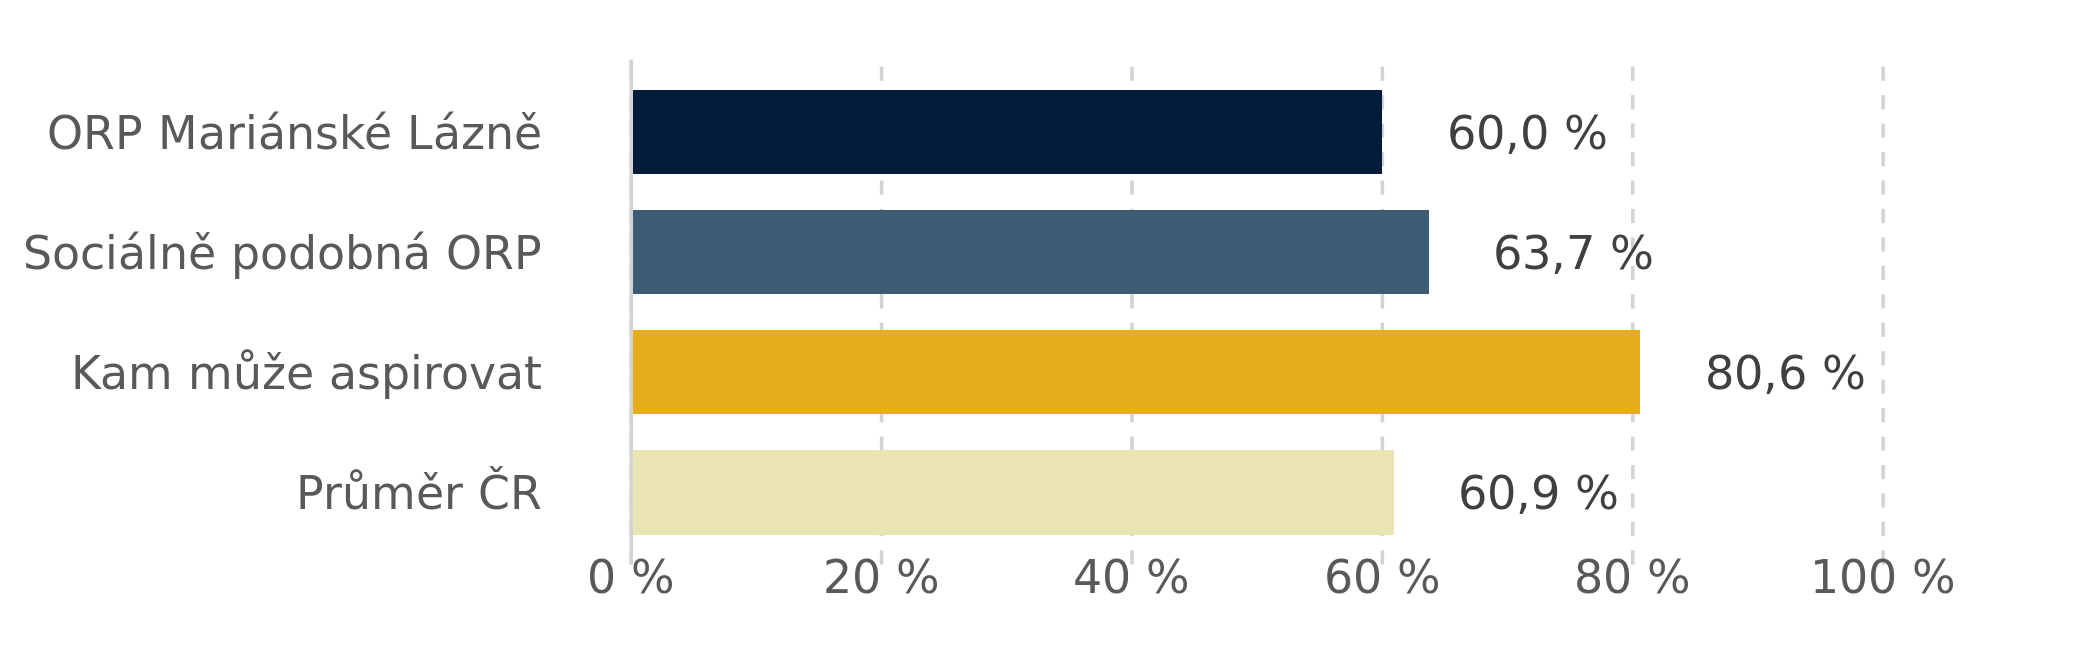 ORP Mariánské Lázně 60,0 %
Sociálně podobná ORP 63,7 %
Kam může aspirovat 80,6 %
Průměr ČR 60,9 %
0 % 20 % 40 % 60 % 80 % 100 %